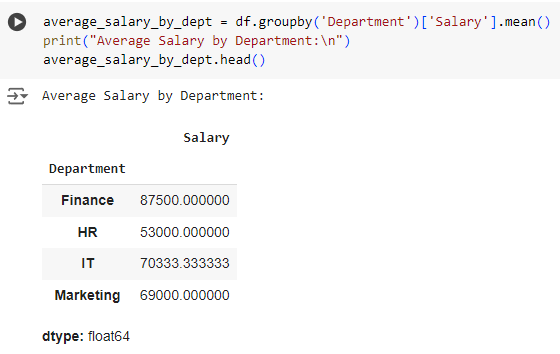 average_salary_by_dept = df.groupby('Department')['Salary'].mean()
print("Average Salary by Department:\n")
average_salary_by_dept.head()
Average Salary by Department:
Salary
Department
Finance 87500.000000
HR 53000.000000
IT 70333.333333
Marketing 69000.000000
dtype: float64